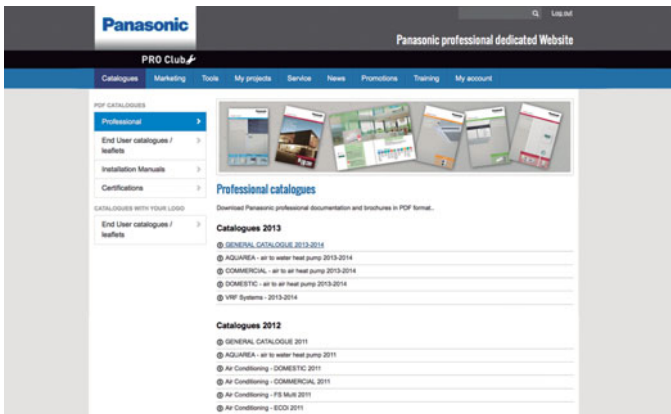 Log out
Panasonic
Panasonic professional dedicated Website
PRO Club
Catalogues Marketing Tools My projects Service News Promotions Training My account
PDF CATALOGUES
Professional
End User catalogues /
leaflets
Installation Manuals
Certifications
CATALOGUES WITH YOUR LOGO
End User catalogues /
leaflets
Professional catalogues
Download Panasonic professional documentation and brochures in PDF format..
Catalogues 2013
GENERAL CATALOGUE 2013-2014
AQUAREA - air to water heat pump 2013-2014
COMMERCIAL - air to air heat pump 2013-2014
DOMESTIC - air to air heat pump 2013-2014
VRF Systems - 2013-2014
Catalogues 2012
GENERAL CATALOGUE 2011
AQUAREA - air to water heat pump 2011
Air Conditioning - DOMESTIC 2011
Air Conditioning - COMMERCIAL 2011
Air Conditioning - FS Multi 2011
Air Conditioning - ECOi 2011